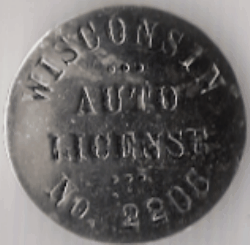 WISCONSIN
AUTO
LICENSE
No. 2206